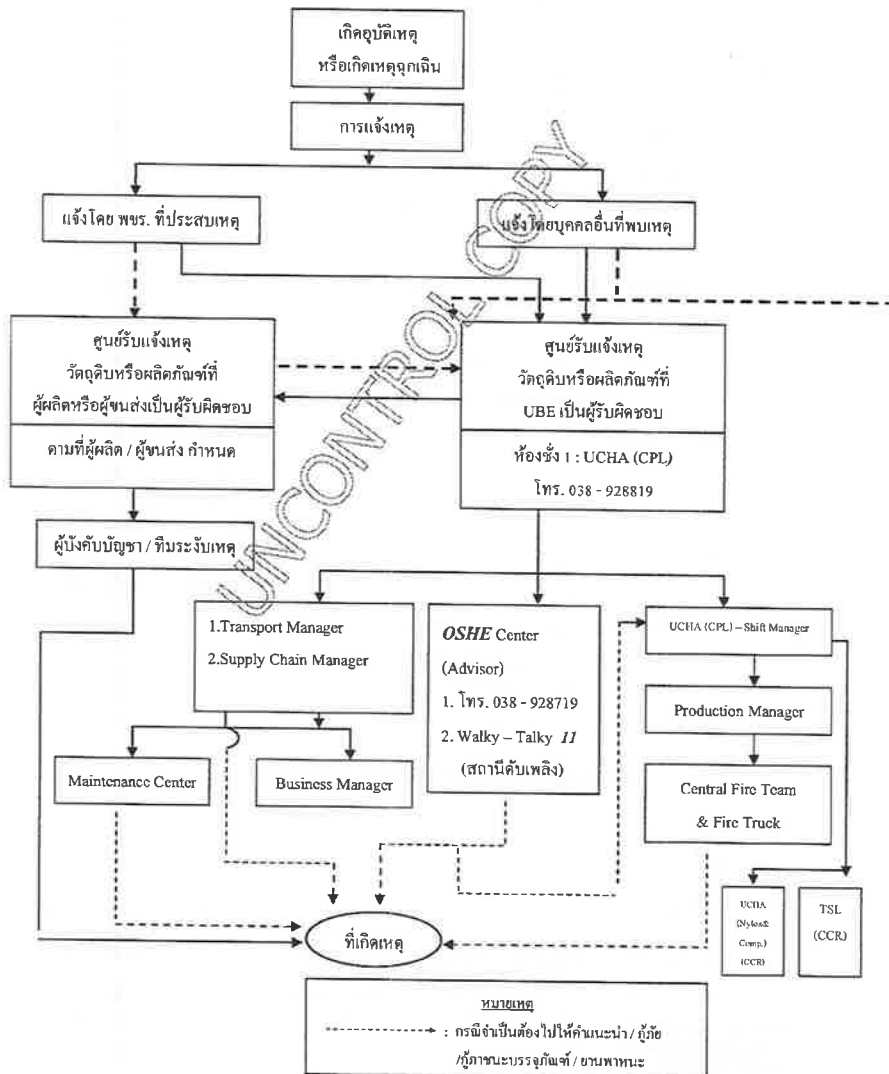 เกิดอุบัติเหตุ
หรือเกิดเหตุฉุกเฉิน
การแจ้งเหตุ
แจ้งโดย พขร. ที่ประสบเหตุ
แจ้งโดยบุคคลอื่นที่พบเหตุ
ศูนย์รับแจ้งเหตุ
วัตถุดิบหรือผลิตภัณฑ์ที่
ผู้ผลิตหรือผู้ขนส่งเป็นผู้รับผิดชอบ
ตามที่ผู้ผลิต / ผู้ขนส่ง กำหนด
ศูนย์รับแจ้งเหตุ
วัตถุดิบหรือผลิตภัณฑ์ที่
UBE เป็นผู้รับผิดชอบ
ห้องชั่ง 1 : UCHA (CPL)
โทร. 038 - 928819
ผู้บังคับบัญชา / ทีมระงับเหตุ
UNCONTROL COPY
1.Transport Manager
2.Supply Chain Manager
OSHE Center
(Advisor)
1. โทร. 038 - 928719
2. Walky – Talky 11
(สถานีดับเพลิง)
UCHA (CPL) – Shift Manager
Production Manager
Maintenance Center
Business Manager
Central Fire Team
& Fire Truck
UCHA
(Nylon&
Comp.)
(CCR)
TSL
(CCR)
ที่เกิดเหตุ
หมายเหตุ
: กรณีจำเป็นต้องไปให้คำแนะนำ / กู้ภัย
/กู้ภาชนะบรรจุภัณฑ์ / ยานพาหนะ